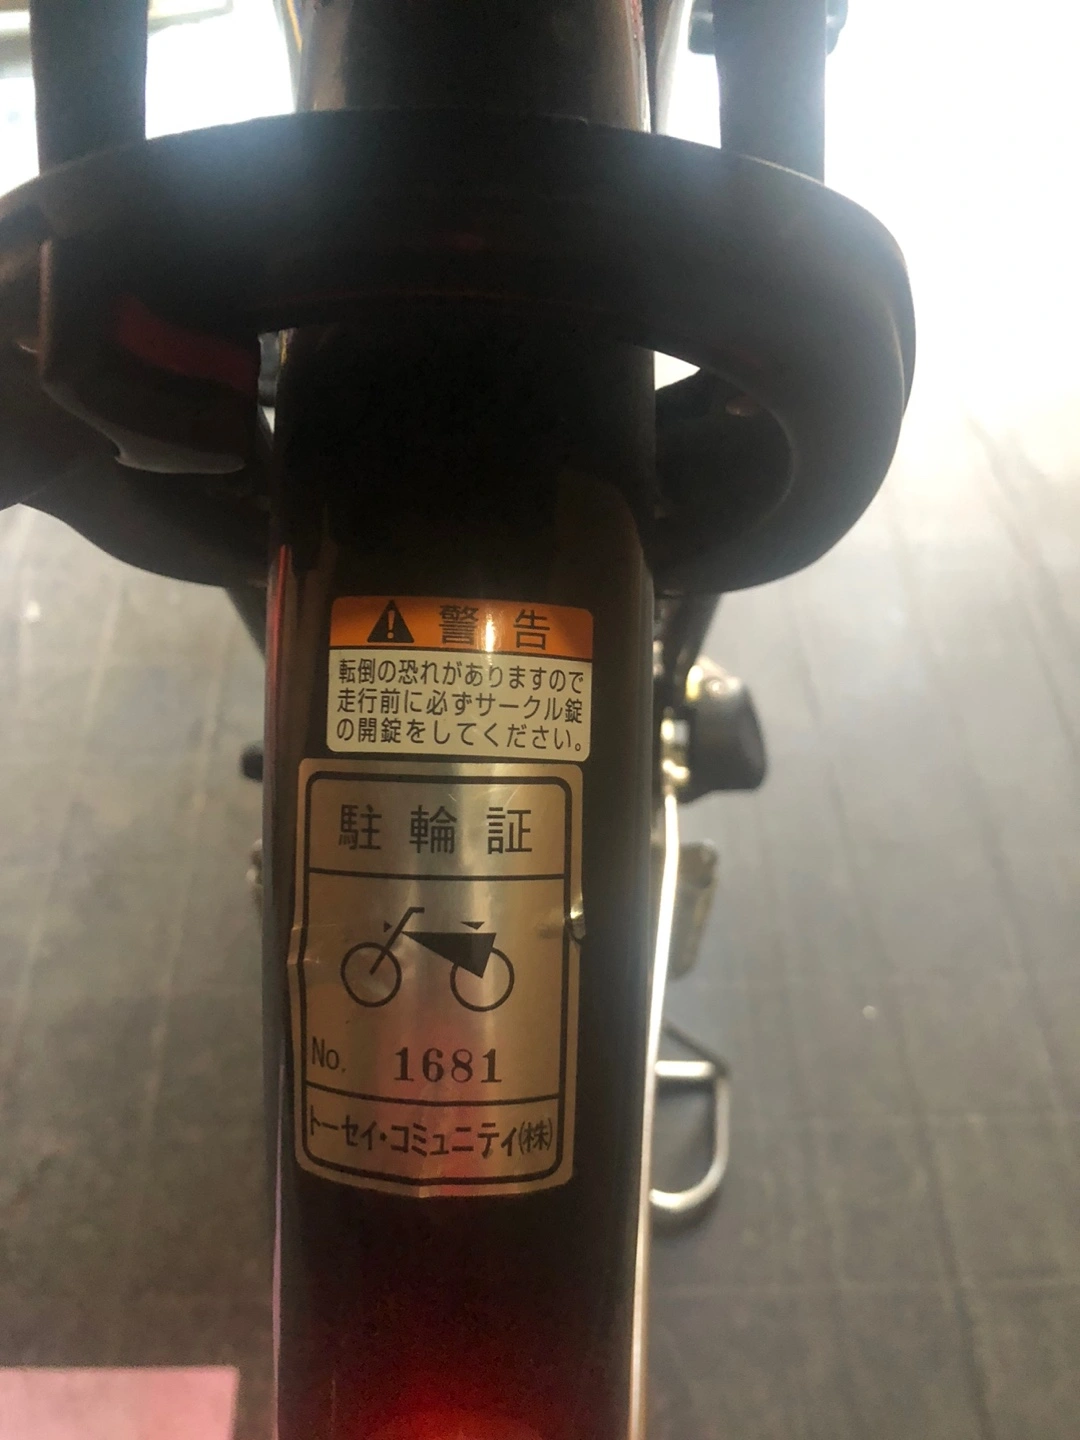 警告
転倒の恐れがありますので
走行前に必ずサークル錠
の開錠をしてください。
駐輪証
No. 1681
トーセイ・コミュニティ(株)